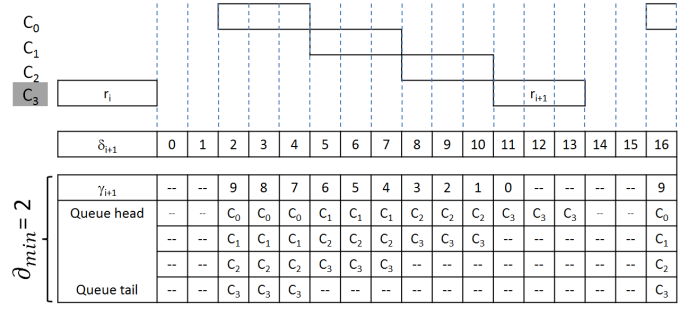 C₀
C₁
C₂
C₃ rᵢ rᵢ₊₁
δᵢ₊₁ 0 1 2 3 4 5 6 7 8 9 10 11 12 13 14 15 16
∂ₘᵢₙ = 2
γᵢ₊₁ -- -- 9 8 7 6 5 4 3 2 1 0 -- -- -- -- 9
Queue head -- -- C₀ C₀ C₀ C₁ C₁ C₁ C₂ C₂ C₂ C₃ C₃ C₃ -- -- C₀
-- -- C₁ C₁ C₁ C₂ C₂ C₂ C₃ C₃ C₃ -- -- -- -- -- C₁
-- -- C₂ C₂ C₂ C₃ C₃ C₃ -- -- -- -- -- -- -- -- C₂
Queue tail -- -- C₃ C₃ C₃ -- -- -- -- -- -- -- -- -- -- -- C₃